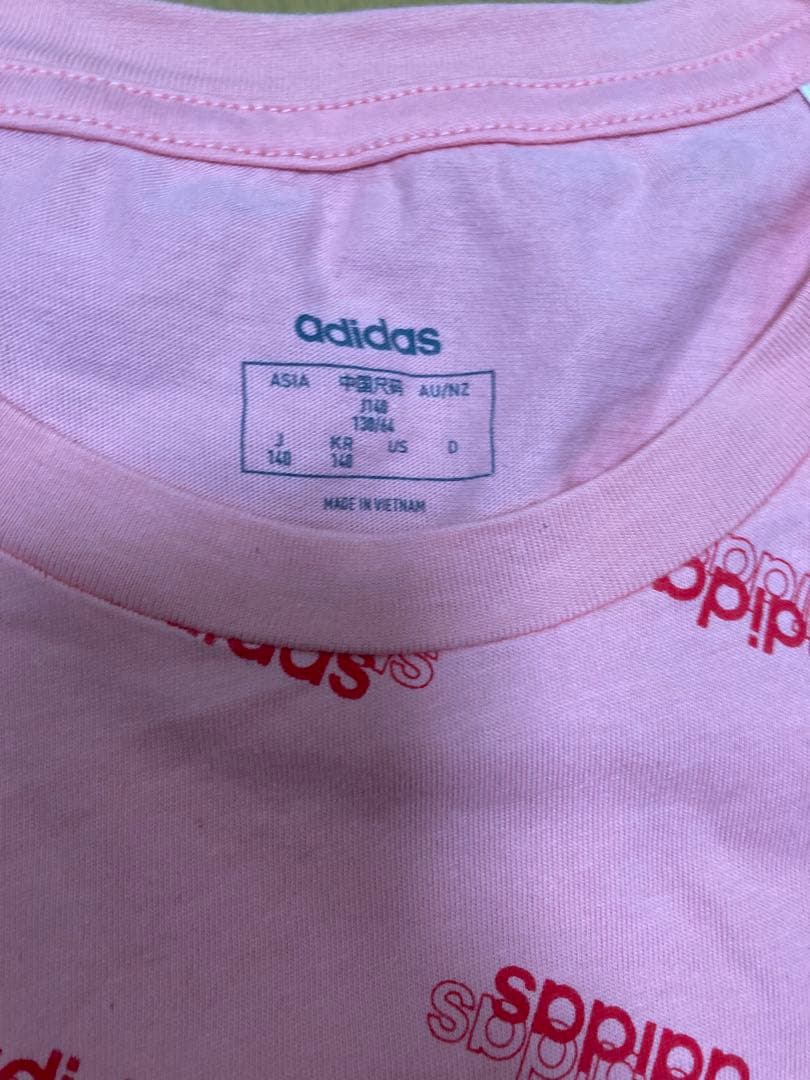 adidas
ASIA 中国尺码 AU/NZ
J140
130/64
J KR US D
140 140
MADE IN VIETNAM
adidas
adidas
adidas
adidas